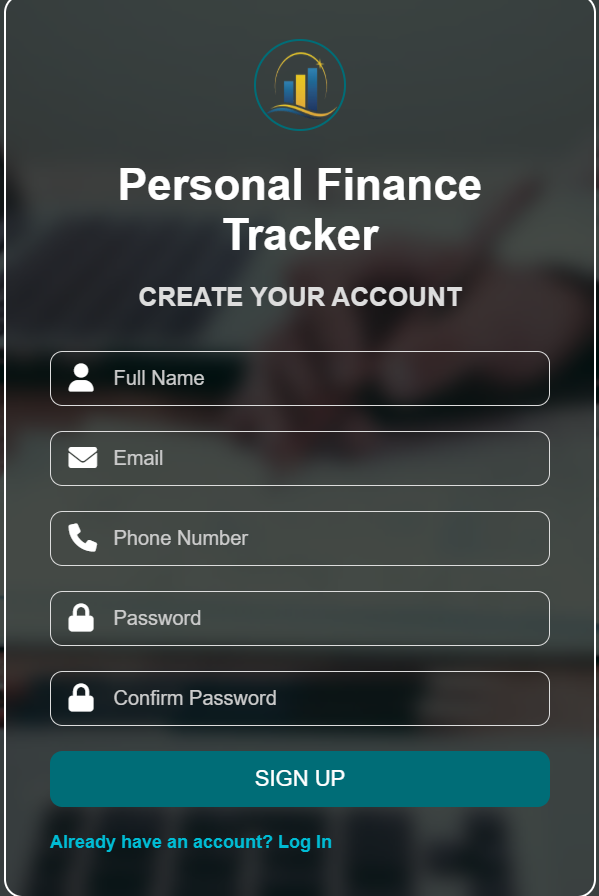 Personal Finance
Tracker
CREATE YOUR ACCOUNT
Full Name
Email
Phone Number
Password
Confirm Password
SIGN UP
Already have an account? Log In